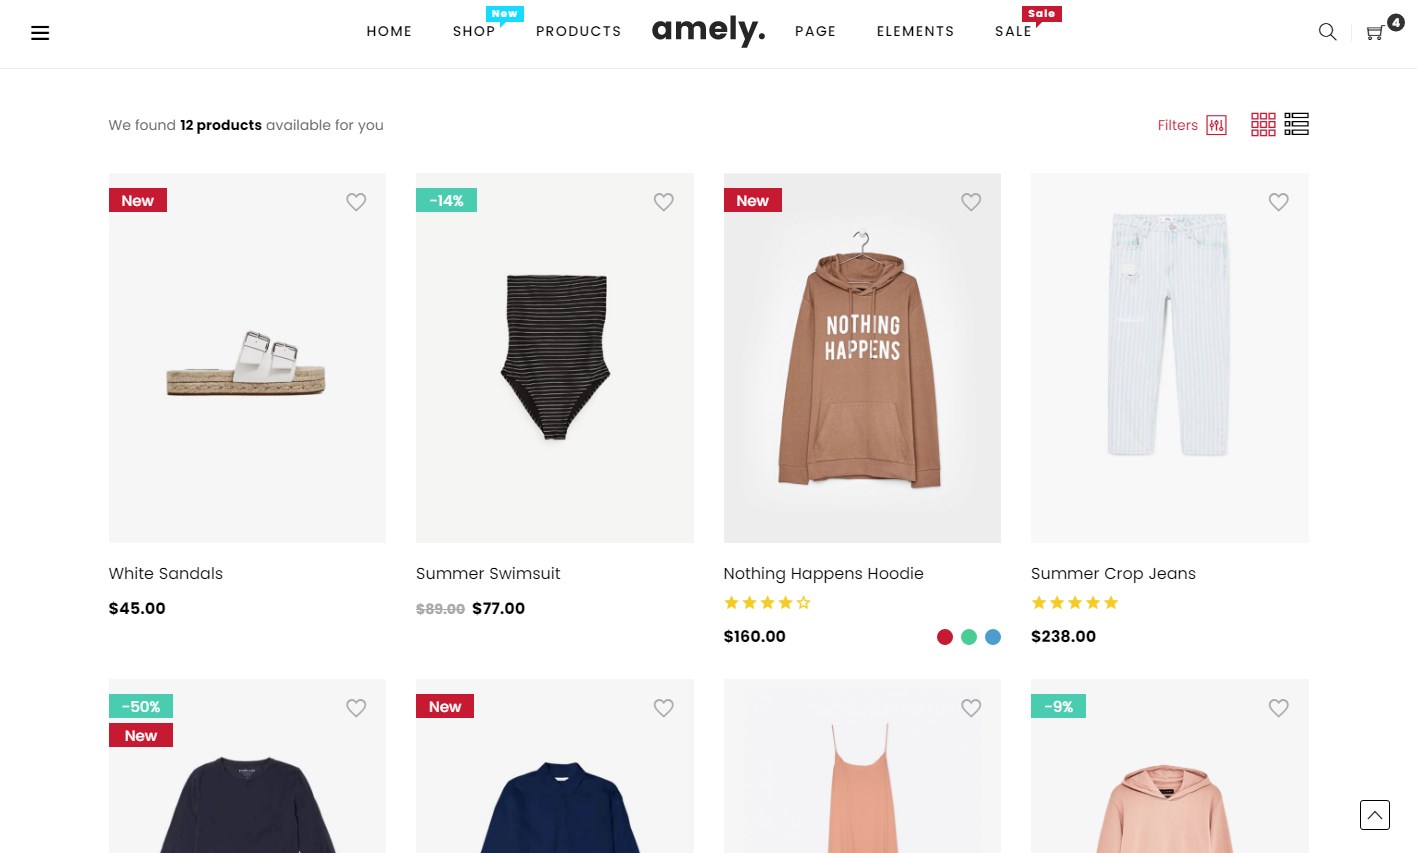 HOME
SHOP
New
PRODUCTS
amely.
PAGE
ELEMENTS
SALE
Sale
4
We found 12 products available for you
Filters
New
-14%
New
NOTHING
HAPPENS
White Sandals
$45.00
Summer Swimsuit
$89.00 $77.00
Nothing Happens Hoodie
$160.00
Summer Crop Jeans
$238.00
-50%
New
New
-9%